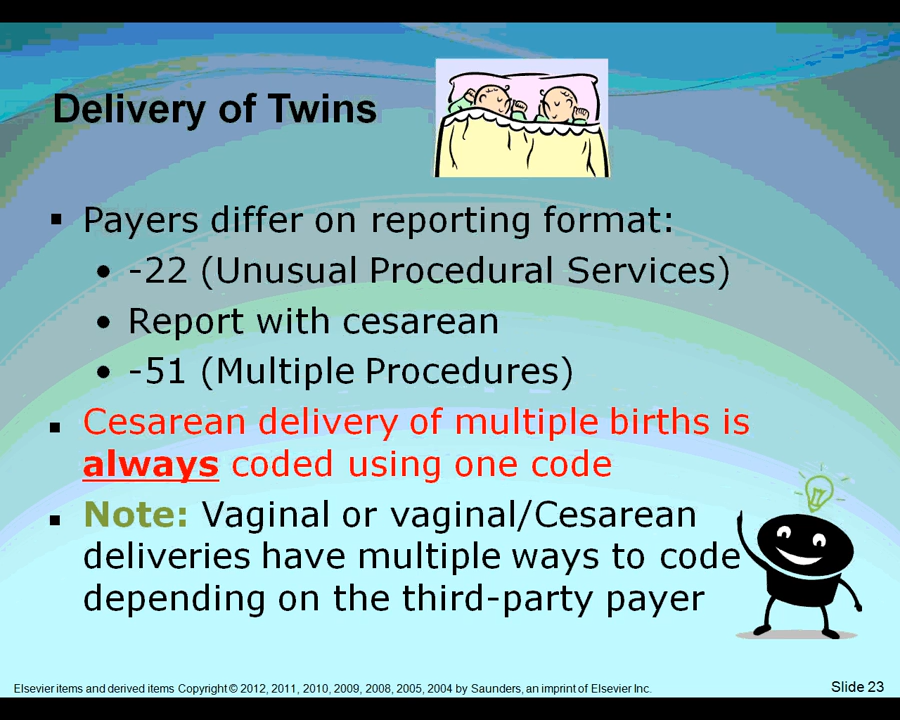 Delivery of Twins
Payers differ on reporting format:
-22 (Unusual Procedural Services)
Report with cesarean
-51 (Multiple Procedures)
Cesarean delivery of multiple births is
always coded using one code
Note: Vaginal or vaginal/Cesarean
deliveries have multiple ways to code
depending on the third-party payer
Elsevier items and derived items Copyright © 2012, 2011, 2010, 2009, 2008, 2005, 2004 by Saunders, an imprint of Elsevier Inc.
Slide 23